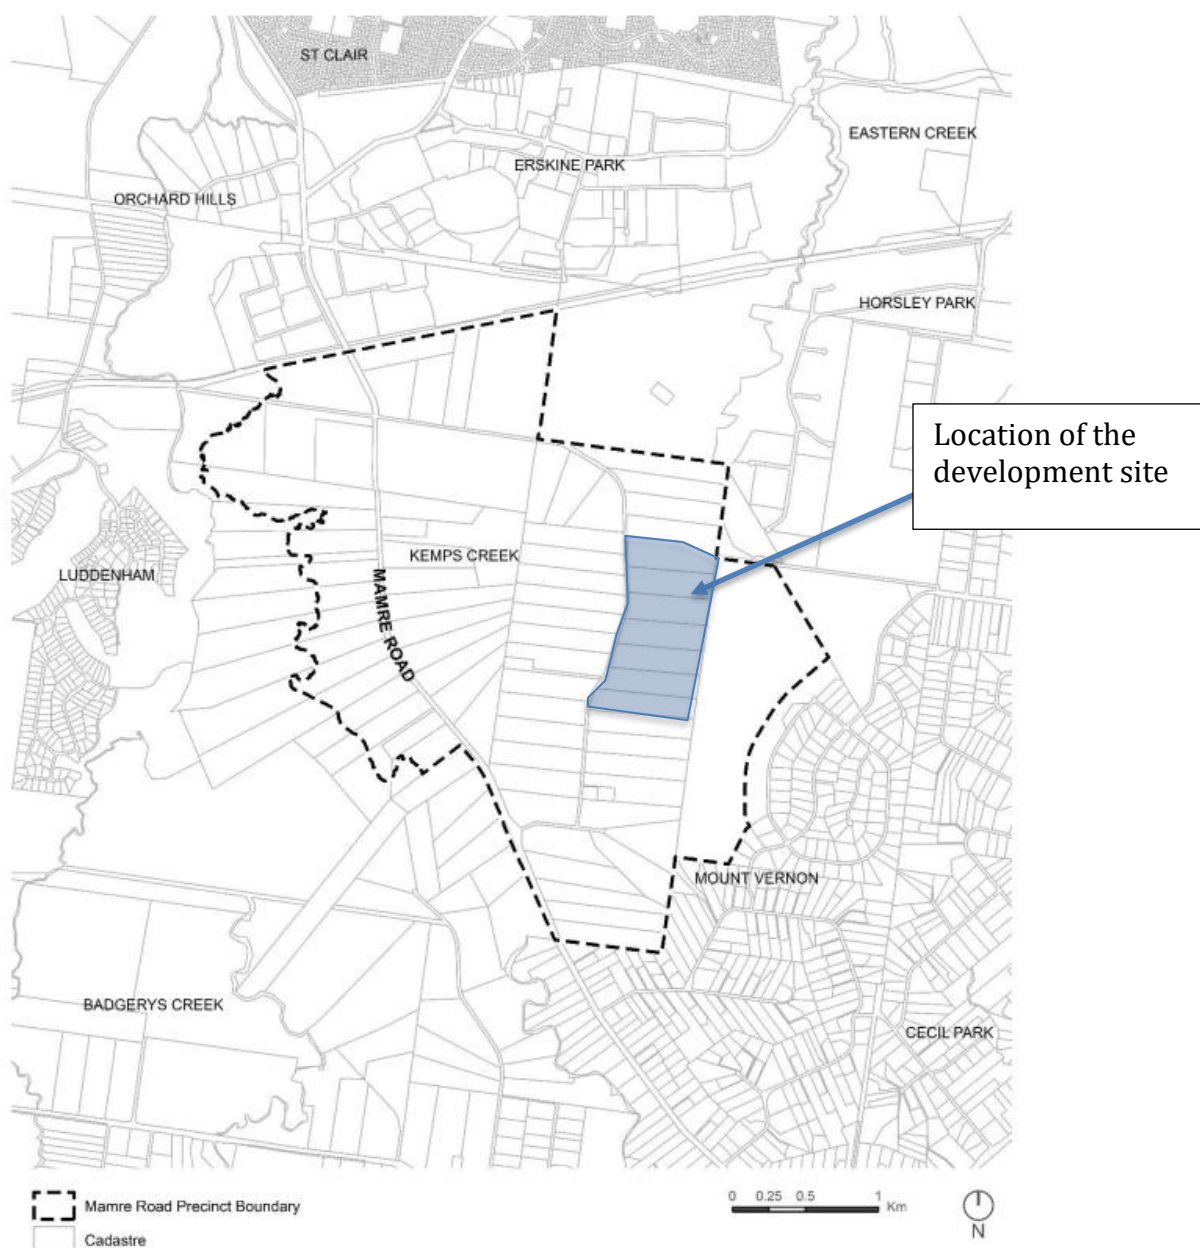 ST CLAIR
EASTERN CREEK
ERSKINE PARK
ORCHARD HILLS
HORSLEY PARK
Location of the
development site
KEMPS CREEK
LUDDENHAM
MAMRE ROAD
MOUNT VERNON
BADGERYS CREEK
CECIL PARK
Mamre Road Precinct Boundary
0 0.25 0.5 1
Km
N
Cadastre